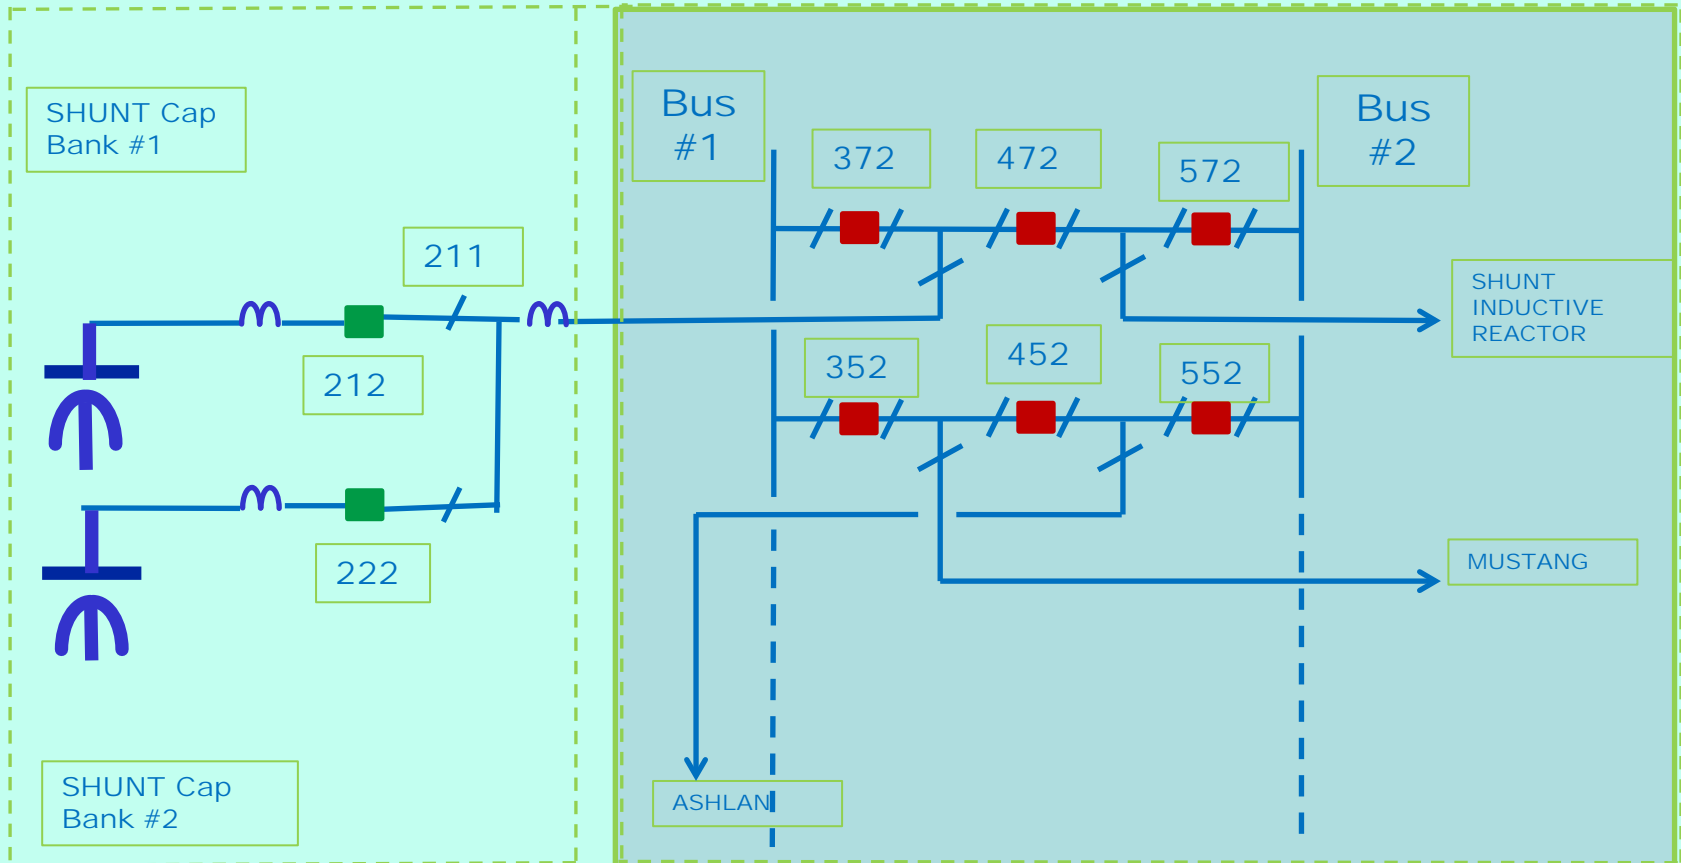 SHUNT Cap
Bank #1
Bus
#1
Bus
#2
372
472
572
211
SHUNT
INDUCTIVE
REACTOR
212
352
452
552
222
MUSTANG
SHUNT Cap
Bank #2
ASHLAN